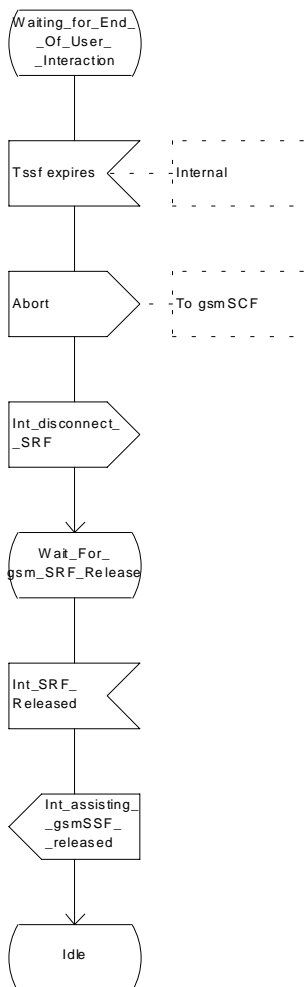 Waiting_for_End_
_Of_User_
_Interaction
Tssf expires
Internal
Abort
To gsmSCF
Int_disconnect_
_SRF
Wait_For_
gsm_SRF_Release
Int_SRF_
Released
Int_assisting_
_gsmSSF_
_released
Idle